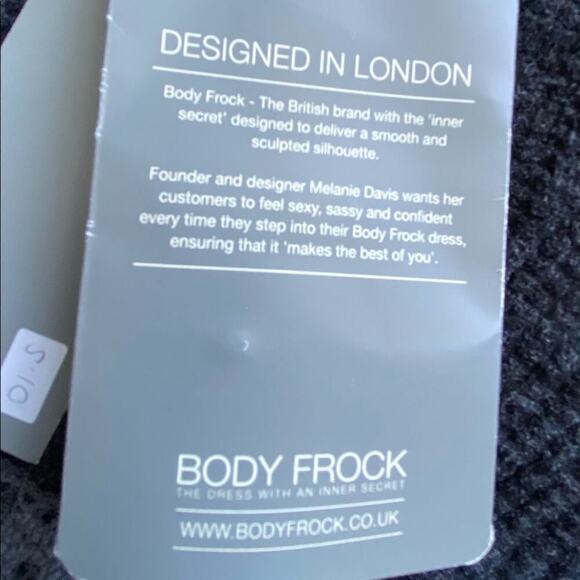 DESIGNED IN LONDON
Body Frock - The British brand with the 'inner
secret' designed to deliver a smooth and
sculpted silhouette.
Founder and designer Melanie Davis wants her
customers to feel sexy, sassy and confident
every time they step into their Body Frock dress,
ensuring that it 'makes the best of you'.
S-10
BODY FROCK
THE DRESS WITH AN INNER SECRET
WWW.BODYFROCK.CO.UK